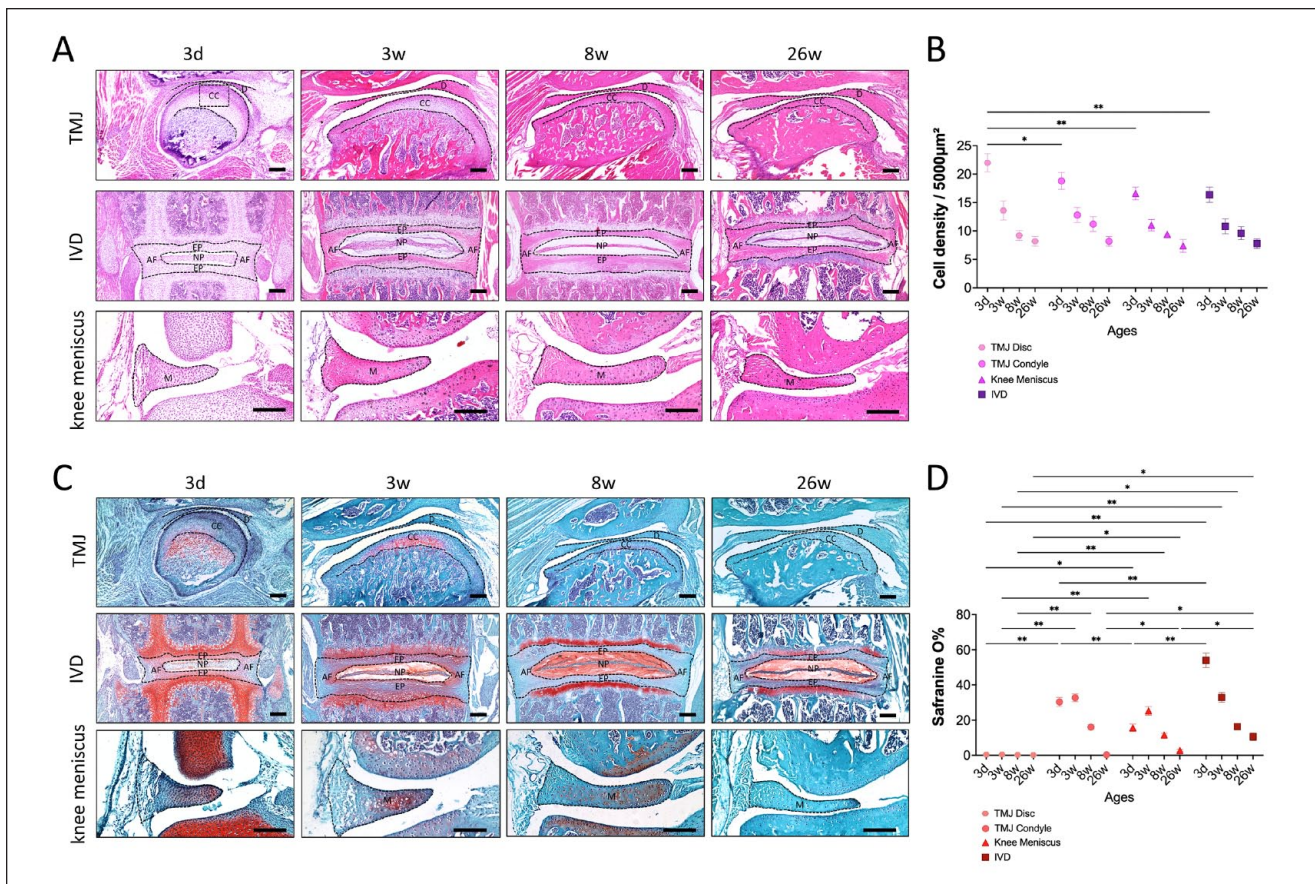 A
3d 3w 8w 26w
TMJ
CC D
CC D
CC D
CC D
IVD
EP AF NP AF EP
EP AF NP AF EP
EP AF NP AF EP
EP AF NP AF EP
knee meniscus
M
M
M
B
** 
**
*
Cell density / 5000µm²
25
20
15
10
5
0
3d 3w 8w 26w 3d 3w 8w 26w 3d 3w 8w 26w 3d 3w 8w 26w
Ages
TMJ Disc
TMJ Condyle
Knee Meniscus
IVD
C
3d 3w 8w 26w
TMJ
CC D
CC D
CC D
CC D
IVD
EP AF NP AF EP
EP AF NP AF EP
EP AF NP AF EP
EP AF NP AF EP
knee meniscus
M
M
M
D
*
*
**
**
*
**
*
**
**
** *
** * *
** ** **
Safranine O%
80
60
40
20
0
3d 3w 8w 26w 3d 3w 8w 26w 3d 3w 8w 26w 3d 3w 8w 26w
Ages
TMJ Disc
TMJ Condyle
Knee Meniscus
IVD